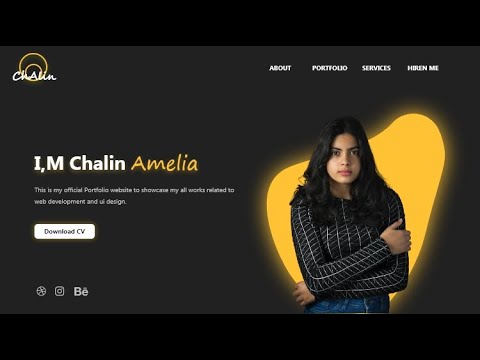 ChAlin
ABOUT PORTFOLIO SERVICES HIREN ME
I,M Chalin Amelia
This is my official Portfolio website to showcase my all works related to
web development and ui design.
Download CV
Bē